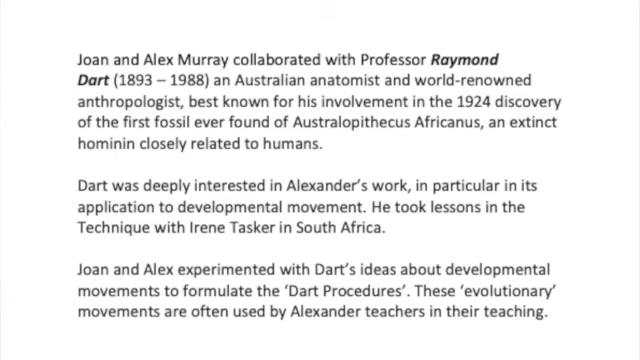 Joan and Alex Murray collaborated with Professor Raymond
Dart (1893 – 1988) an Australian anatomist and world-renowned
anthropologist, best known for his involvement in the 1924 discovery
of the first fossil ever found of Australopithecus Africanus, an extinct
hominin closely related to humans.
Dart was deeply interested in Alexander’s work, in particular in its
application to developmental movement. He took lessons in the
Technique with Irene Tasker in South Africa.
Joan and Alex experimented with Dart’s ideas about developmental
movements to formulate the ‘Dart Procedures’. These ‘evolutionary’
movements are often used by Alexander teachers in their teaching.